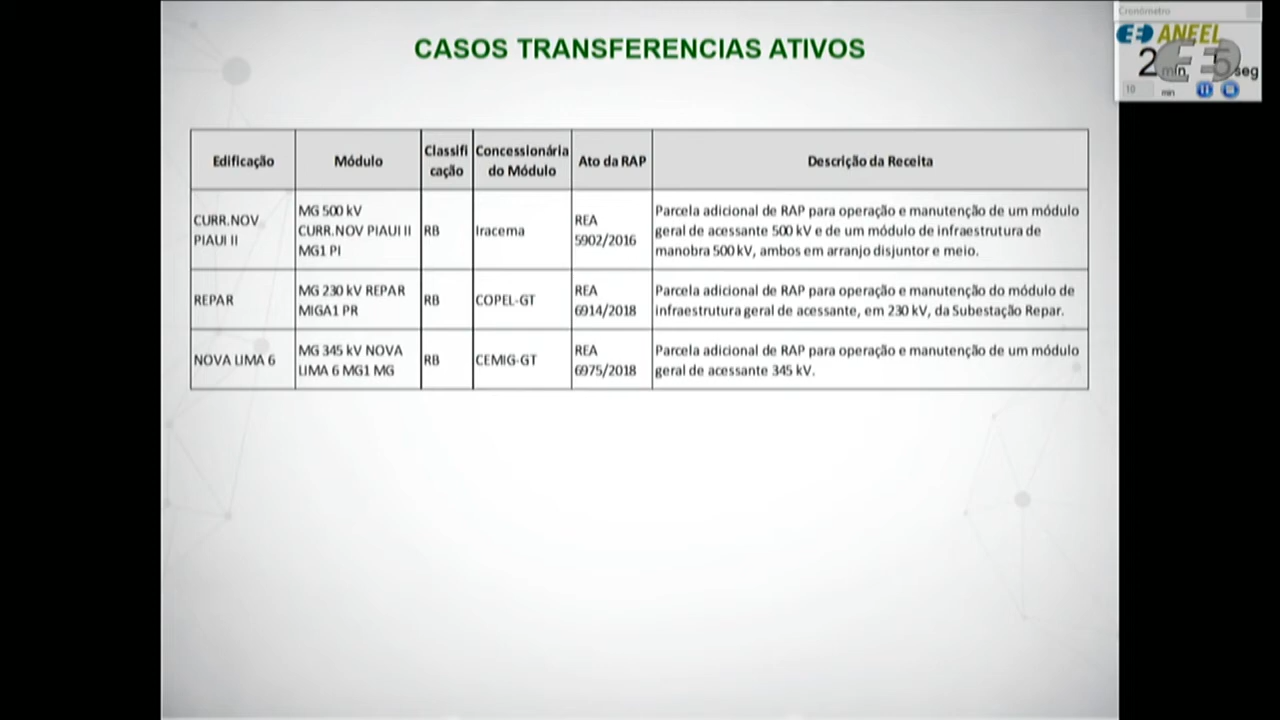 CASOS TRANSFERENCIAS ATIVOS
Cronômetro
ANEEL
2 min, 5 seg
10 min
Edificação
Módulo
Classifi
cação
Concessionária
do Módulo
Ato da RAP
Descrição da Receita
CURR.NOV
PIAUI II
MG 500 kV
CURR.NOV PIAUI II
MG1 PI
RB
Iracema
REA
5902/2016
Parcela adicional de RAP para operação e manutenção de um módulo
geral de acessante 500 kV e de um módulo de infraestrutura de
manobra 500 kV, ambos em arranjo disjuntor e meio.
REPAR
MG 230 kV REPAR
MIGA1 PR
RB
COPEL-GT
REA
6914/2018
Parcela adicional de RAP para operação e manutenção do módulo de
infraestrutura geral de acessante, em 230 kV, da Subestação Repar.
NOVA LIMA 6
MG 345 kV NOVA
LIMA 6 MG1 MG
RB
CEMIG-GT
REA
6975/2018
Parcela adicional de RAP para operação e manutenção de um módulo
geral de acessante 345 kV.